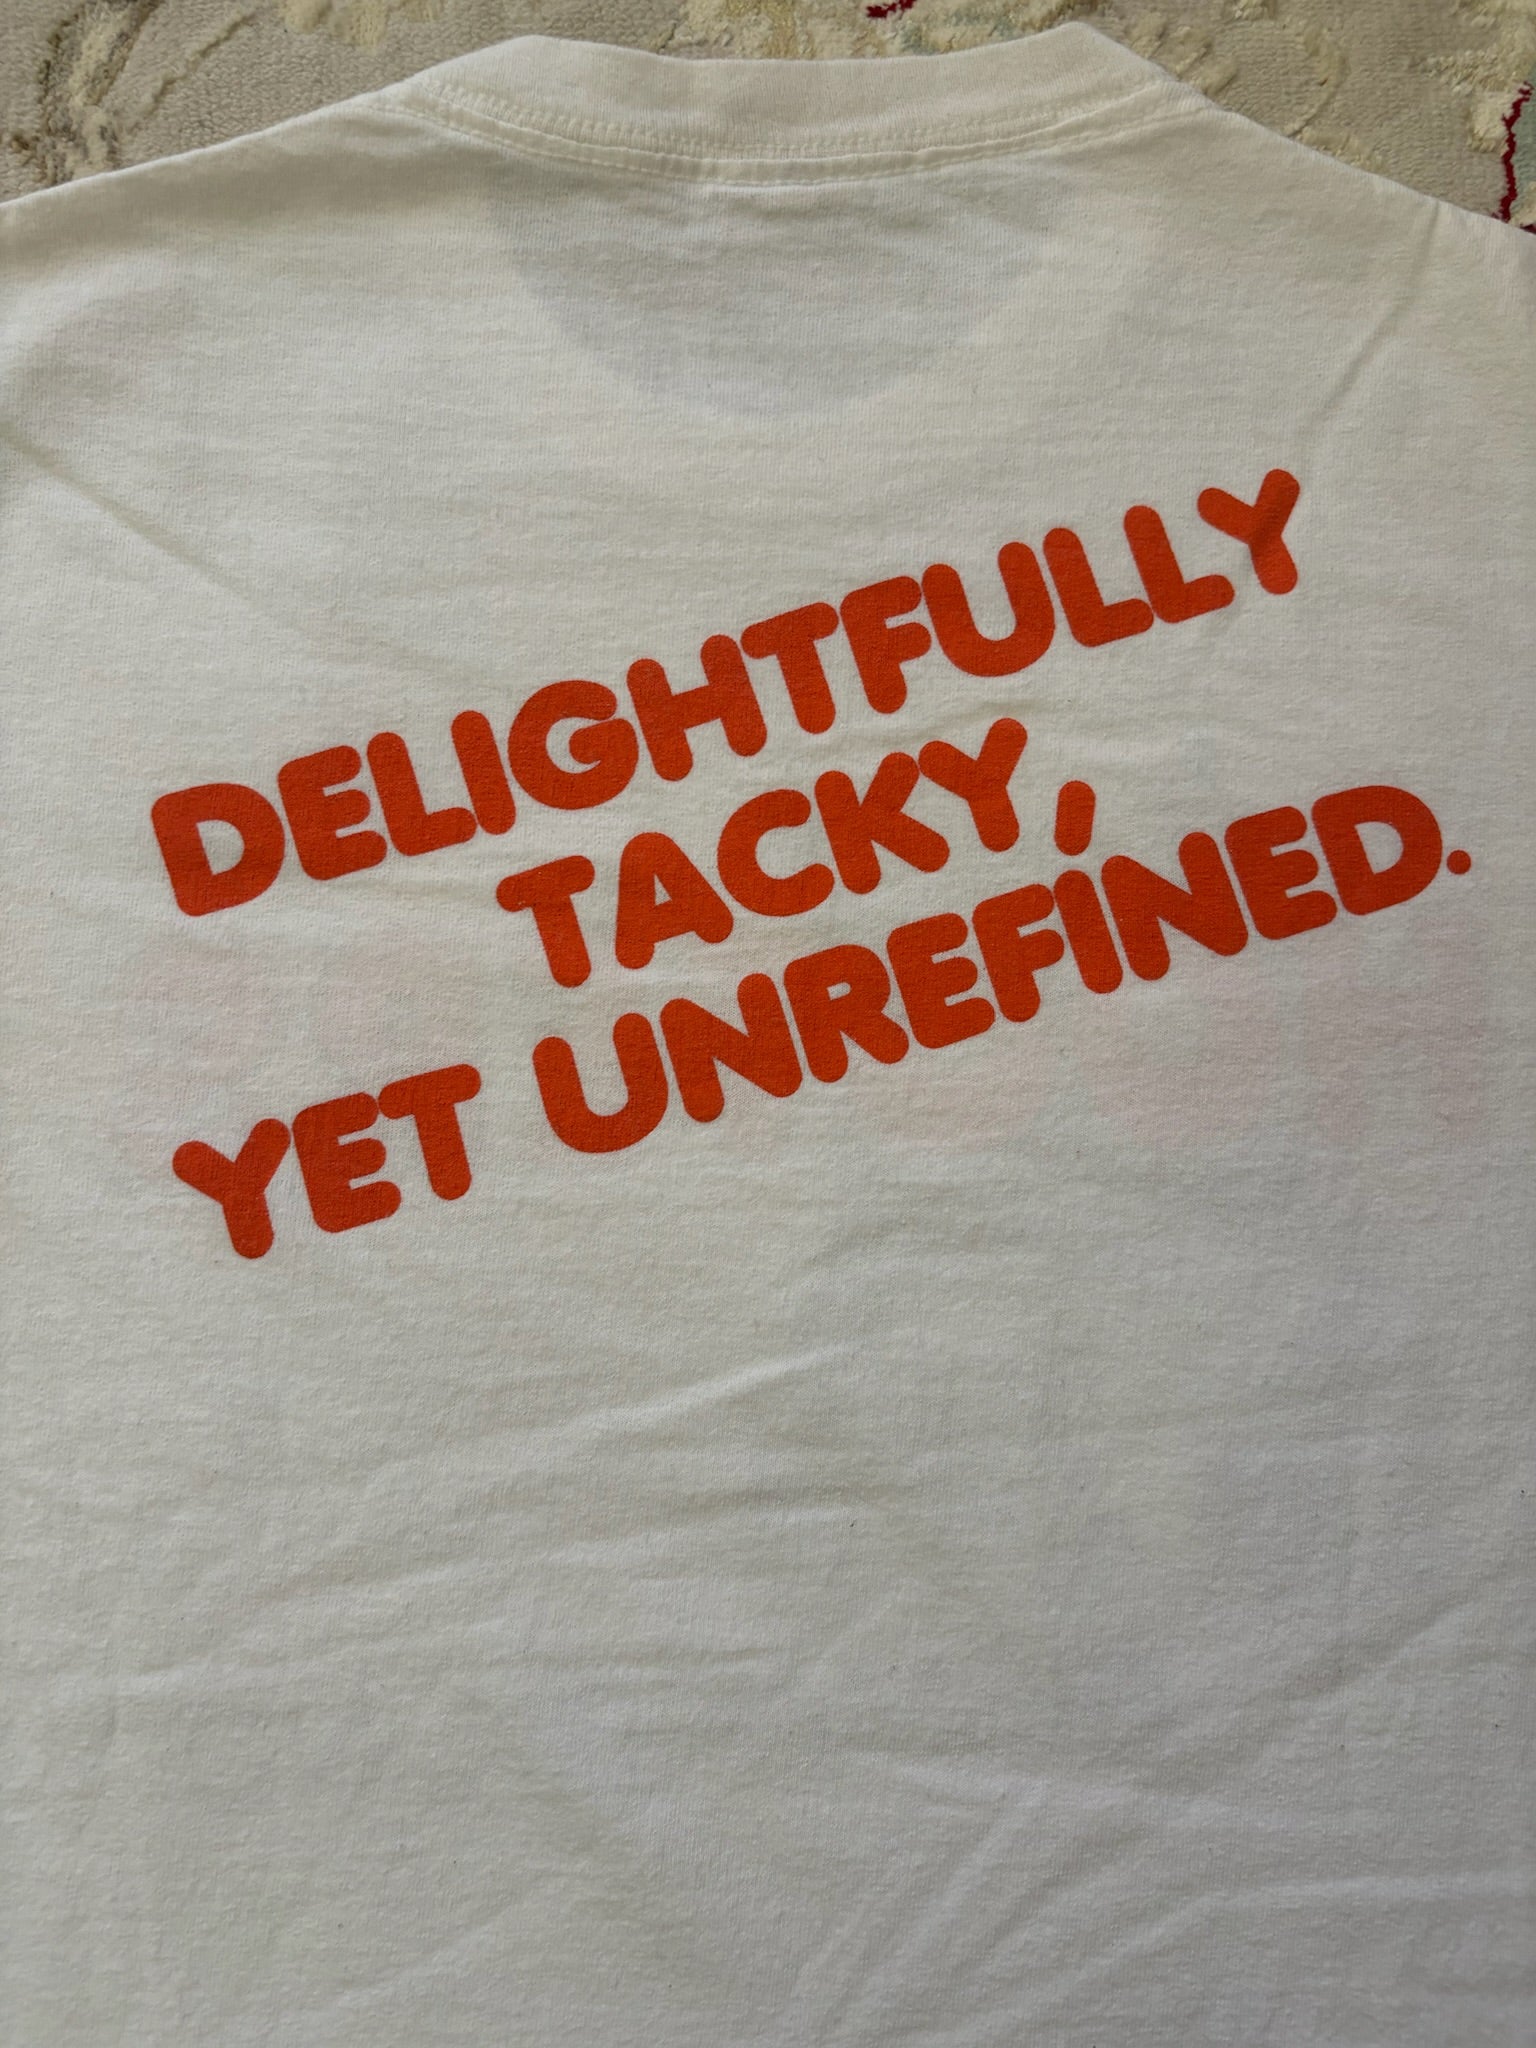 DELIGHTFULLY
TACKY,
YET UNREFINED.